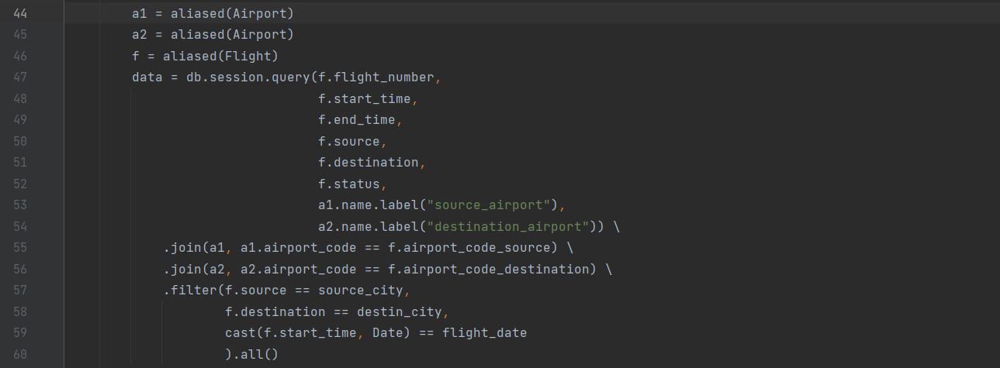 44 a1 = aliased(Airport)
45 a2 = aliased(Airport)
46 f = aliased(Flight)
47 data = db.session.query(f.flight_number,
48 f.start_time,
49 f.end_time,
50 f.source,
51 f.destination,
52 f.status,
53 a1.name.label("source_airport"),
54 a2.name.label("destination_airport")) \
55 .join(a1, a1.airport_code == f.airport_code_source) \
56 .join(a2, a2.airport_code == f.airport_code_destination) \
57 .filter(f.source == source_city,
58 f.destination == destin_city,
59 cast(f.start_time, Date) == flight_date
60 ).all()